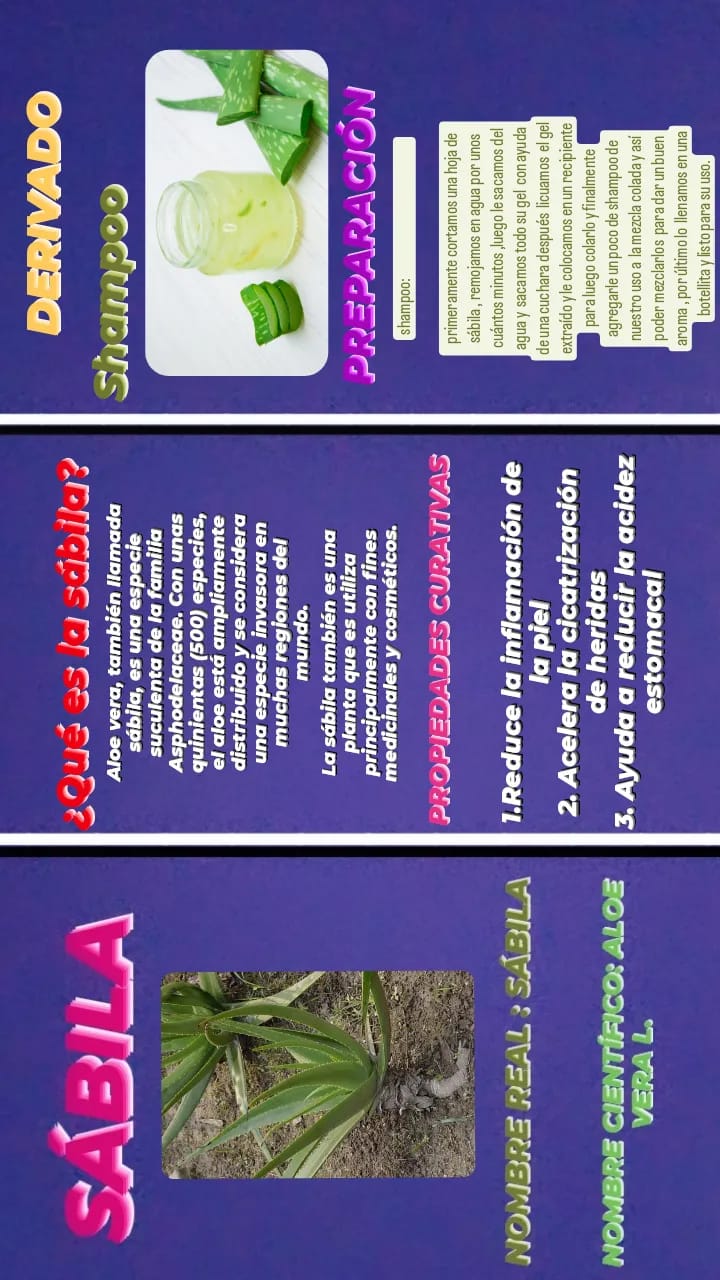 SÁBILA
NOMBRE REAL : SÁBILA
NOMBRE CIENTÍFICO: ALOE
VERA L.
¿Qué es la sábila?
Aloe vera, también llamada
sábila, es una especie
suculenta de la familia
Asphodelaceae. Con unas
quinientas (500) especies,
el aloe está ampliamente
distribuido y se considera
una especie invasora en
muchas regiones del
mundo.
La sábila también es una
planta que es utiliza
principalmente con fines
medicinales y cosméticos.
PROPIEDADES CURATIVAS
1.Reduce la inflamación de
la piel
2. Acelera la cicatrización
de heridas
3. Ayuda a reducir la acidez
estomacal
DERIVADO
Shampoo
PREPARACIÓN
shampoo:
primeramente cortamos una hoja de
sábila , remojamos en agua por unos
cuántos minutos ,luego le sacamos del
agua y sacamos todo su gel con ayuda
de una cuchara después licuamos el gel
extraído y le colocamos en un recipiente
para luego colarlo y finalmente
agregarle un poco de shampoo de
nuestro uso a la mezcla colada y así
poder mezclarlos para dar un buen
aroma , por último lo llenamos en una
botellita y listo para su uso.